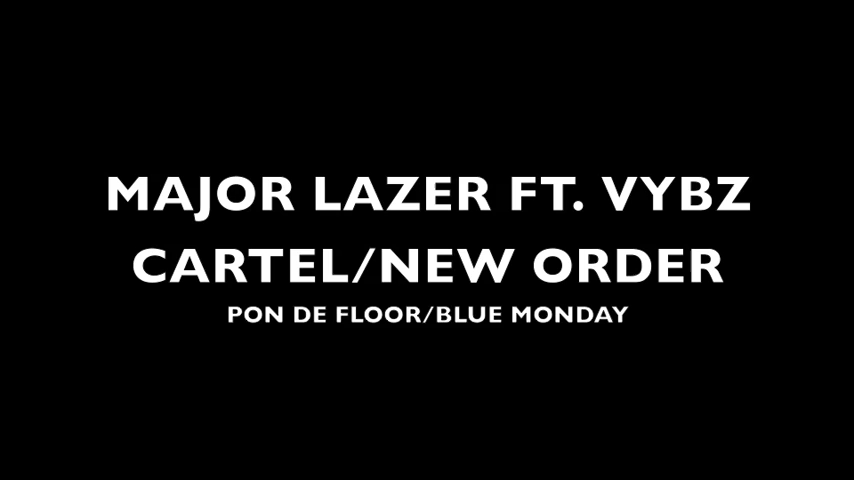 MAJOR LAZER FT. VYBZ
CARTEL/NEW ORDER
PON DE FLOOR/BLUE MONDAY